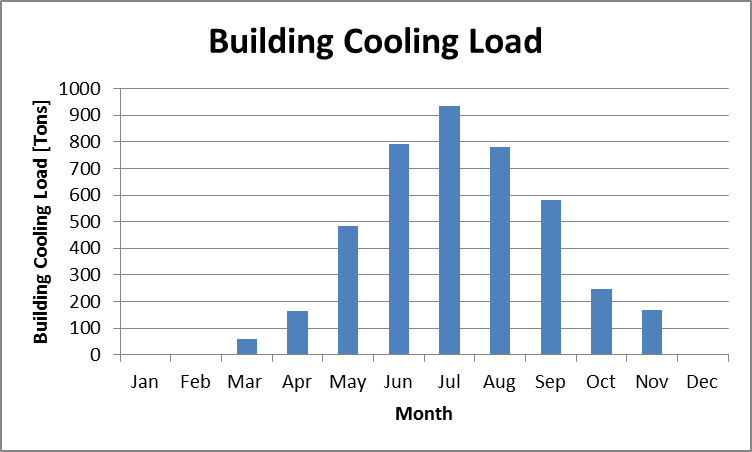 Building Cooling Load
Building Cooling Load [Tons]
1000
900
800
700
600
500
400
300
200
100
0
Jan Feb Mar Apr May Jun Jul Aug Sep Oct Nov Dec
Month